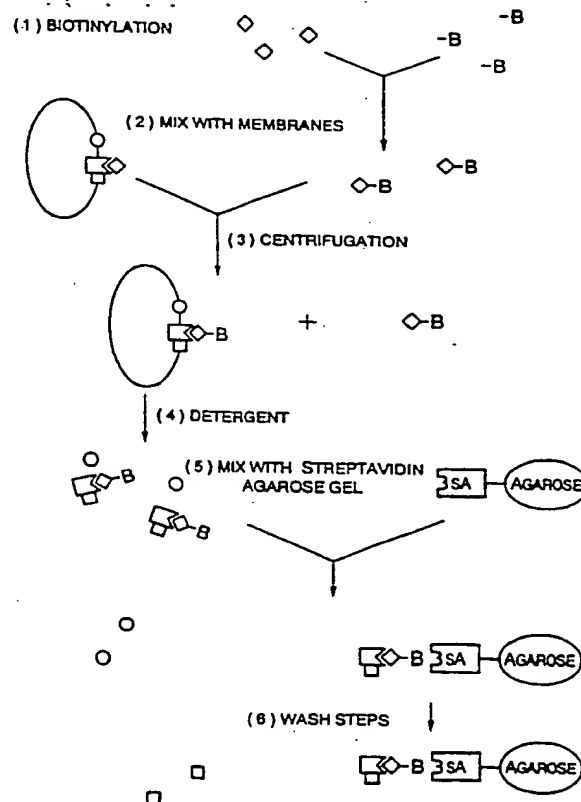 (1) BIOTINYLATION
-B
-B
-B
(2) MIX WITH MEMBRANES
-B
-B
(3) CENTRIFUGATION
-B
+
-B
(4) DETERGENT
-B
(5) MIX WITH STREPTAVIDIN
AGAROSE GEL
SA
AGAROSE
-B
-B
SA
AGAROSE
(6) WASH STEPS
-B
SA
AGAROSE